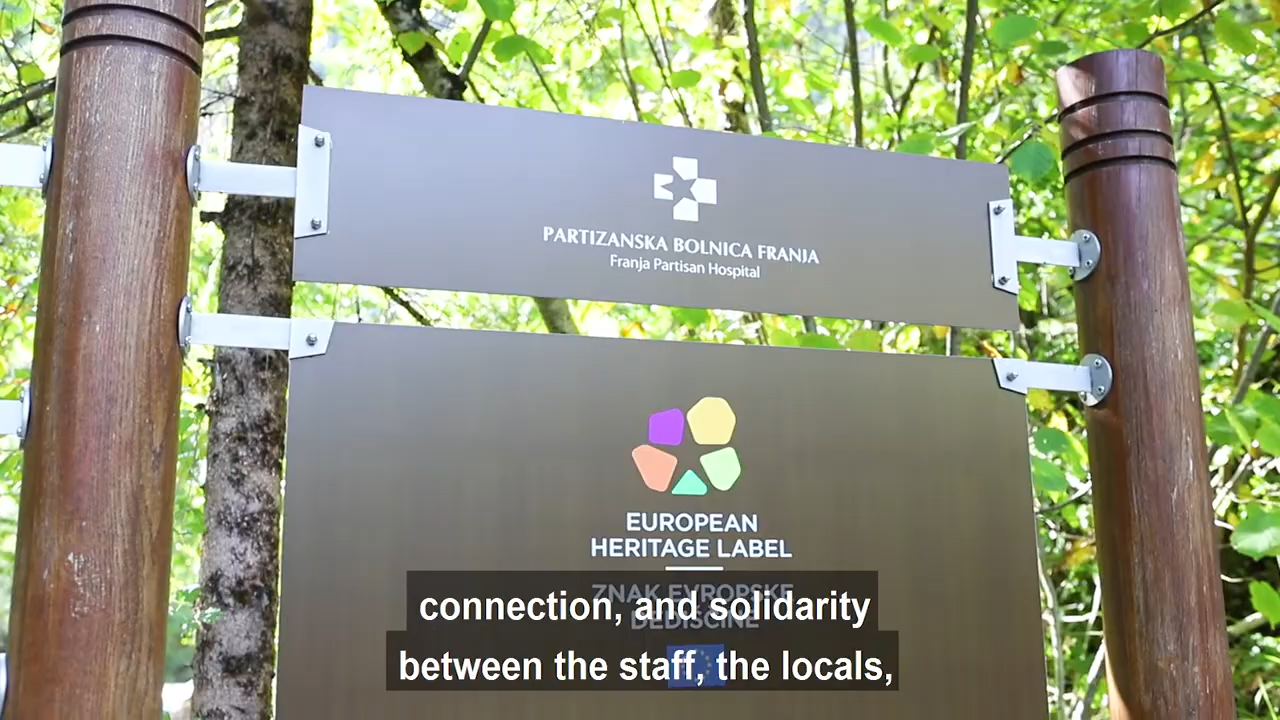 PARTIZANSKA BOLNICA FRANJA
Franja Partisan Hospital
EUROPEAN
HERITAGE LABEL
ZNAK EVROPSKE
DEDIŠČINE
connection, and solidarity
between the staff, the locals,